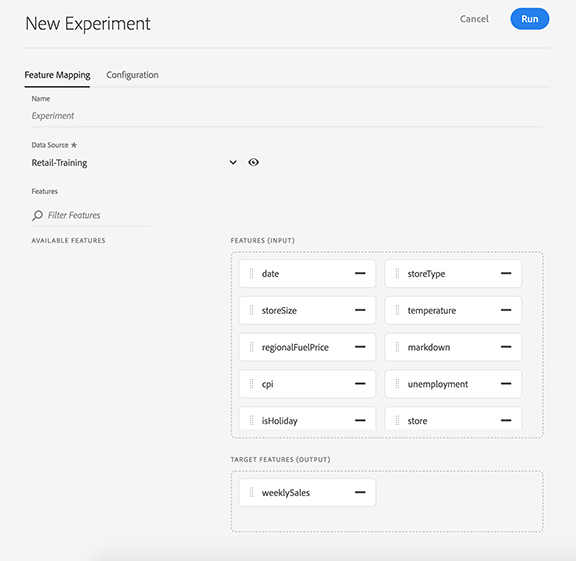 New Experiment
Cancel
Run
Feature Mapping
Configuration
Name
Experiment
Data Source *
Retail-Training
Features
Filter Features
AVAILABLE FEATURES
FEATURES (INPUT)
date
storeType
storeSize
temperature
regionalFuelPrice
markdown
cpi
unemployment
isHoliday
store
TARGET FEATURES (OUTPUT)
weeklySales